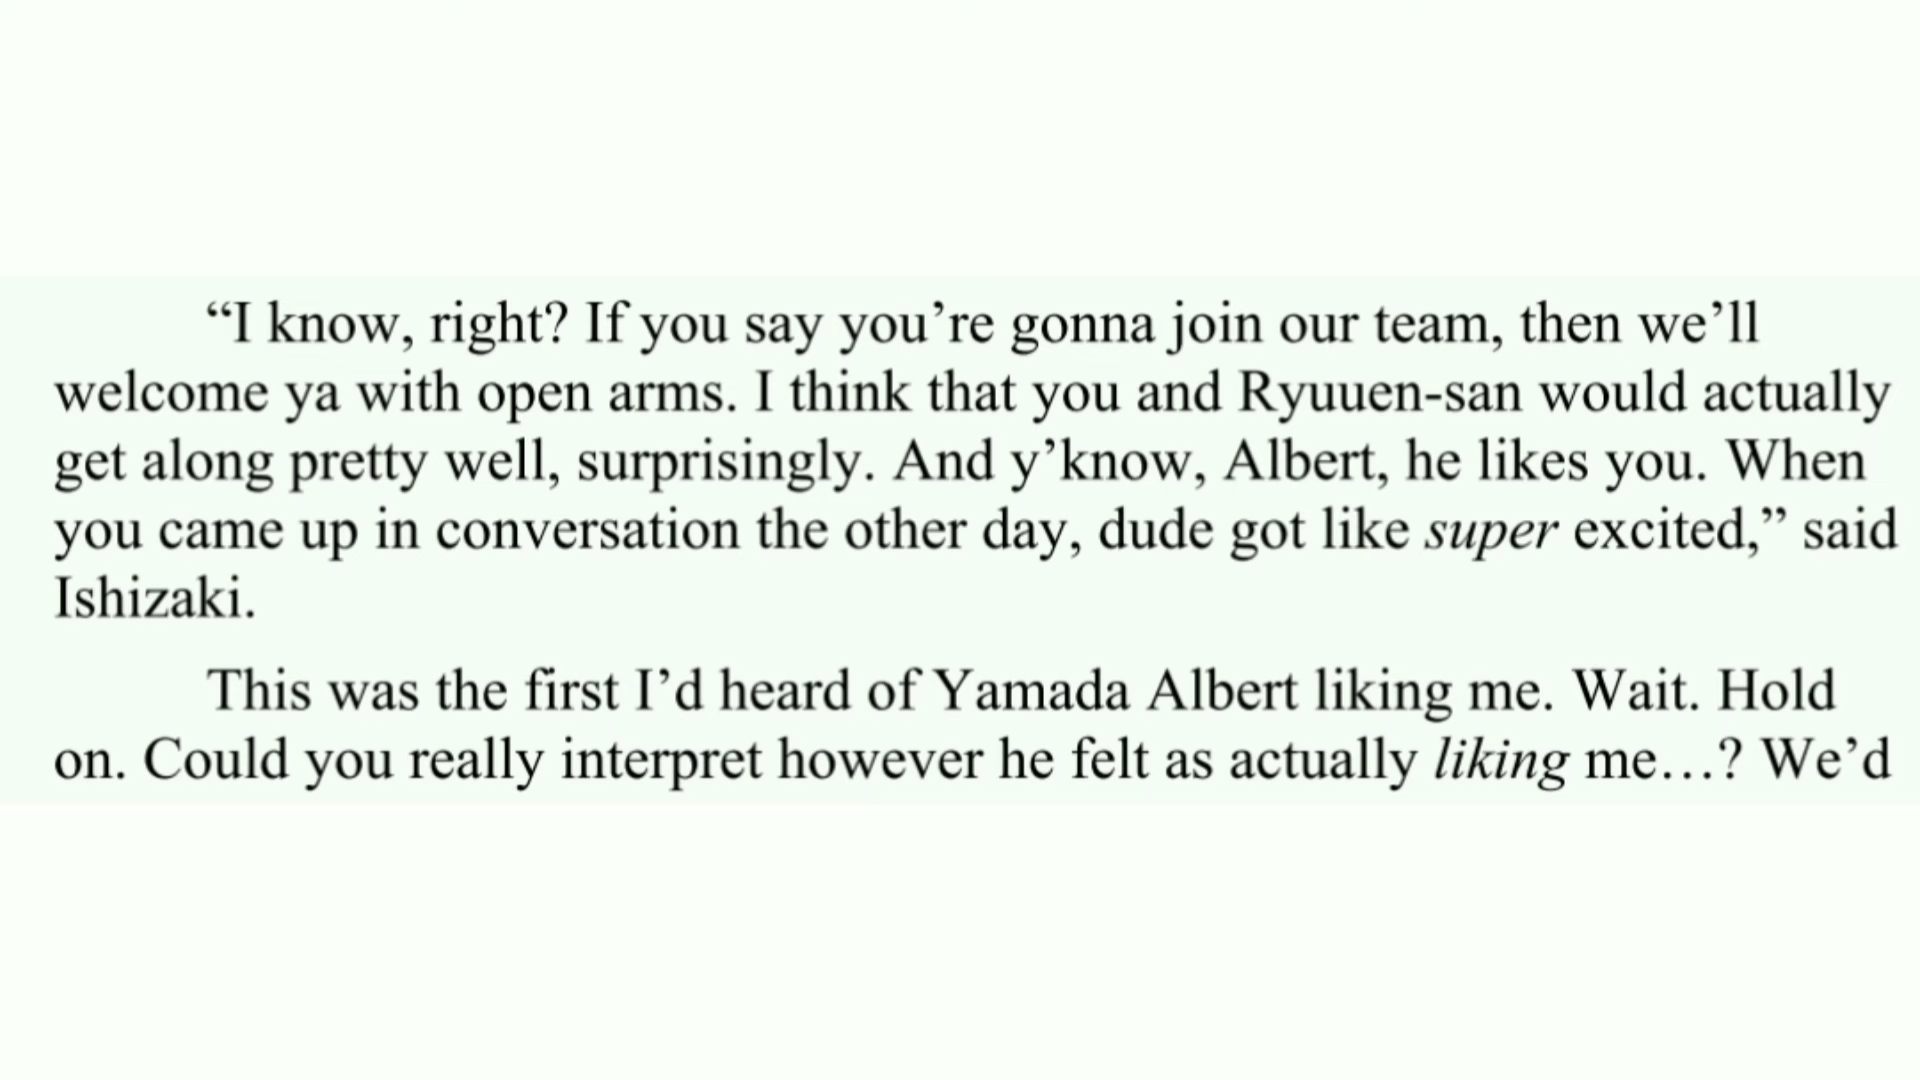 “I know, right? If you say you’re gonna join our team, then we’ll
welcome ya with open arms. I think that you and Ryuuen-san would actually
get along pretty well, surprisingly. And y’know, Albert, he likes you. When
you came up in conversation the other day, dude got like super excited,” said
Ishizaki.
This was the first I’d heard of Yamada Albert liking me. Wait. Hold
on. Could you really interpret however he felt as actually liking me…? We’d